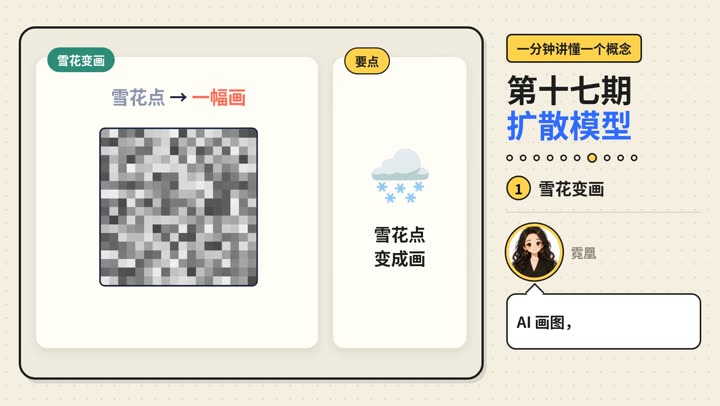 雪花变画
雪花点 → 一幅画
要点
雪花点
变成画
一分钟讲懂一个概念
第十七期
扩散模型
1 雪花变画
霓凰
AI 画图，